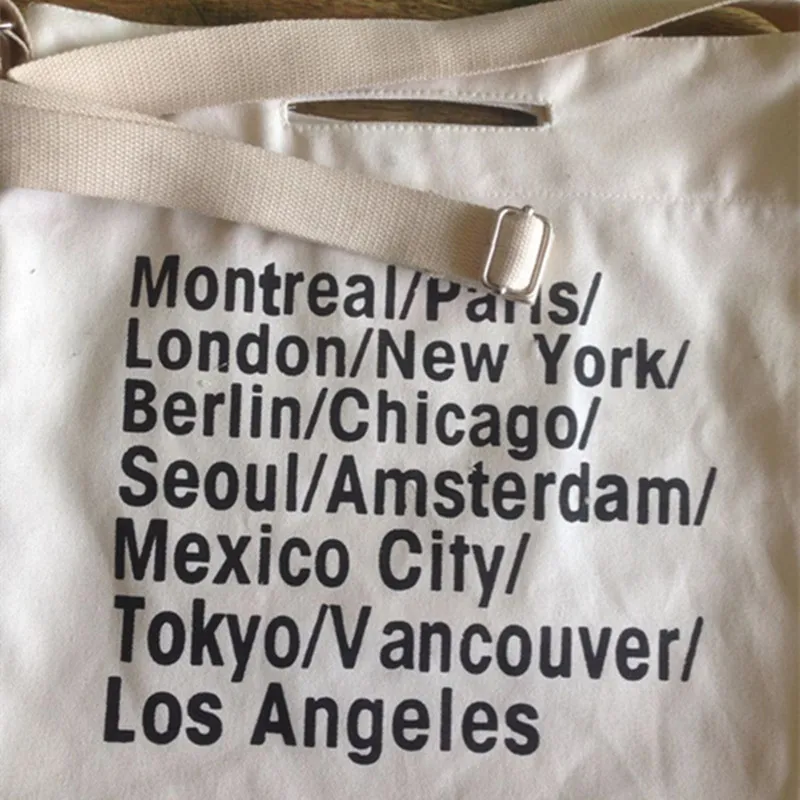 Montreal/Paris/
London/New York/
Berlin/Chicago/
Seoul/Amsterdam/
Mexico City/
Tokyo/Vancouver/
Los Angeles